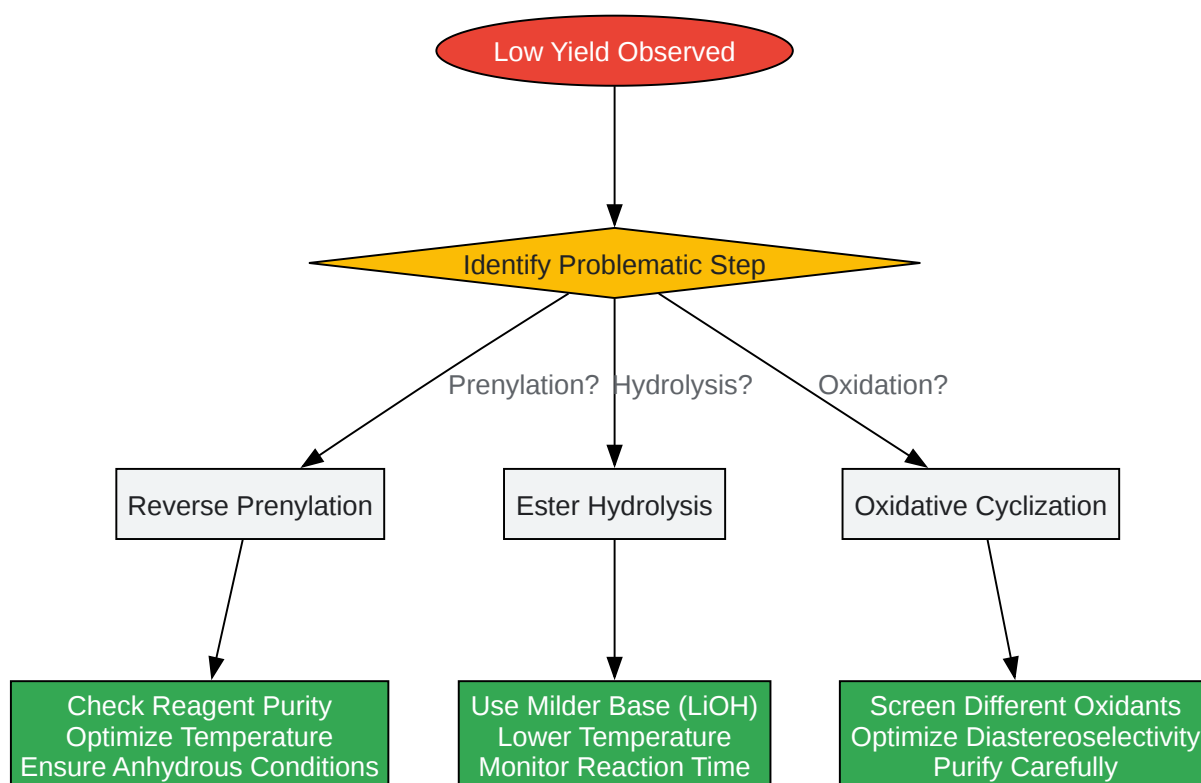 Low Yield Observed
Identify Problematic Step
Prenylation?
Hydrolysis?
Oxidation?
Reverse Prenylation
Ester Hydrolysis
Oxidative Cyclization
Check Reagent Purity
Optimize Temperature
Ensure Anhydrous Conditions
Use Milder Base (LiOH)
Lower Temperature
Monitor Reaction Time
Screen Different Oxidants
Optimize Diastereoselectivity
Purify Carefully